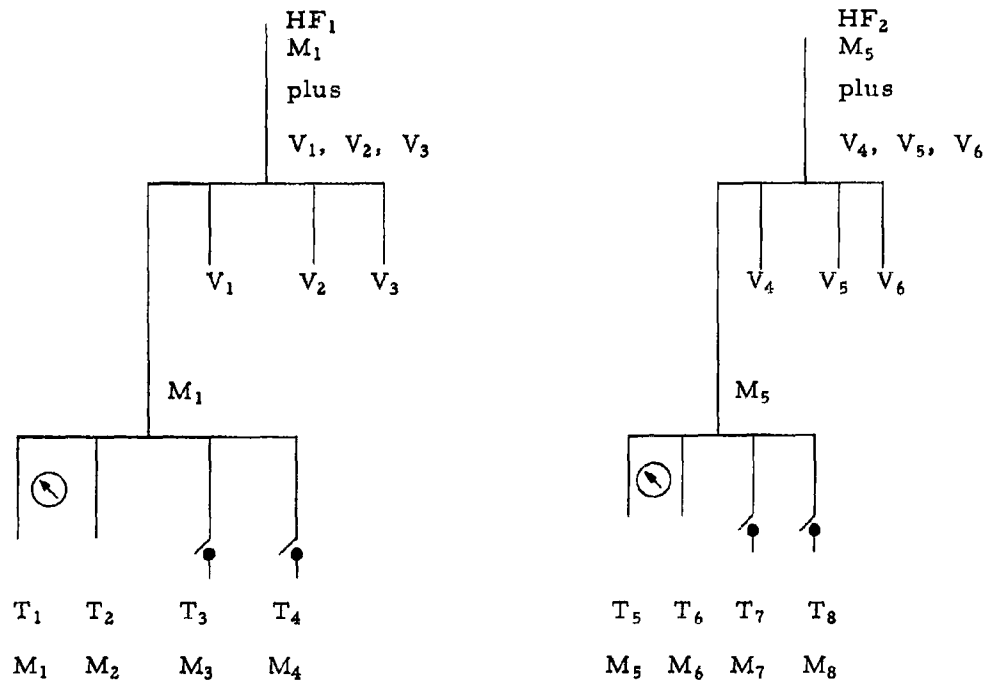 HF₁
M₁
plus
V₁, V₂, V₃
V₁ V₂ V₃
M₁
T₁ T₂ T₃ T₄
M₁ M₂ M₃ M₄
HF₂
M₅
plus
V₄, V₅, V₆
V₄ V₅ V₆
M₅
T₅ T₆ T₇ T₈
M₅ M₆ M₇ M₈